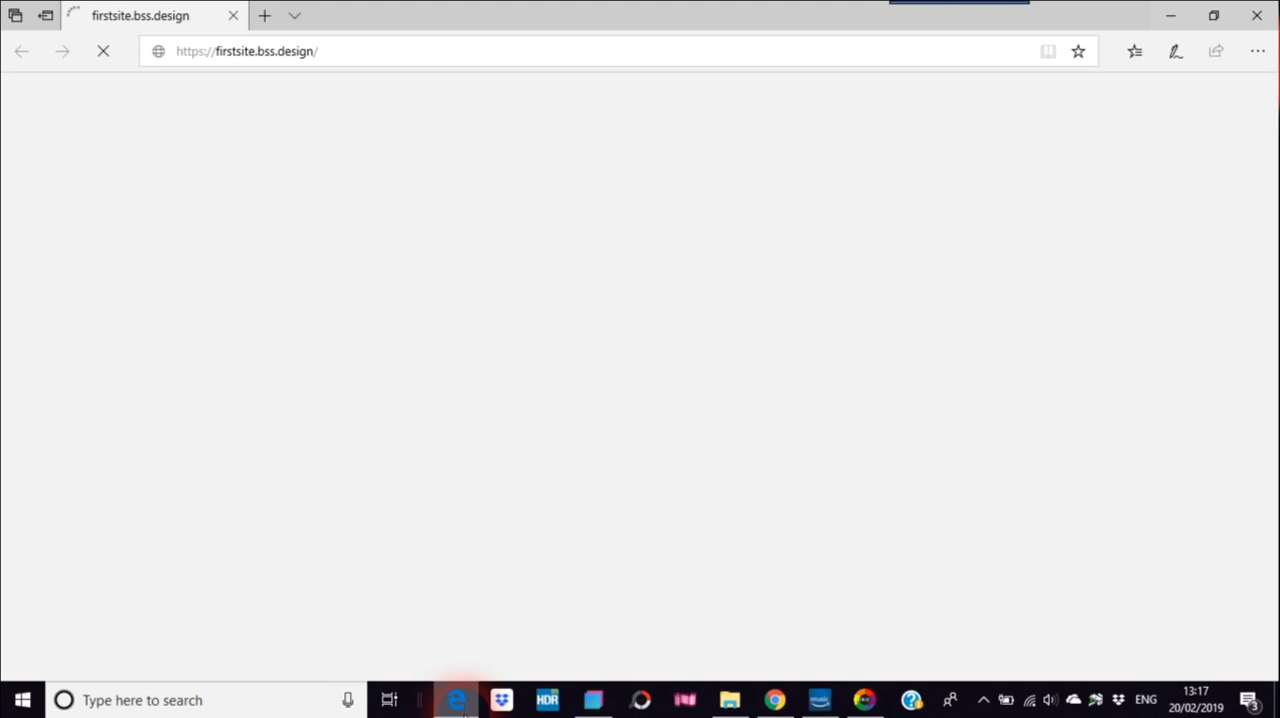 firstsite.bss.design
https://firstsite.bss.design/
Type here to search
HDR
music
ENG
13:17
20/02/2019
3